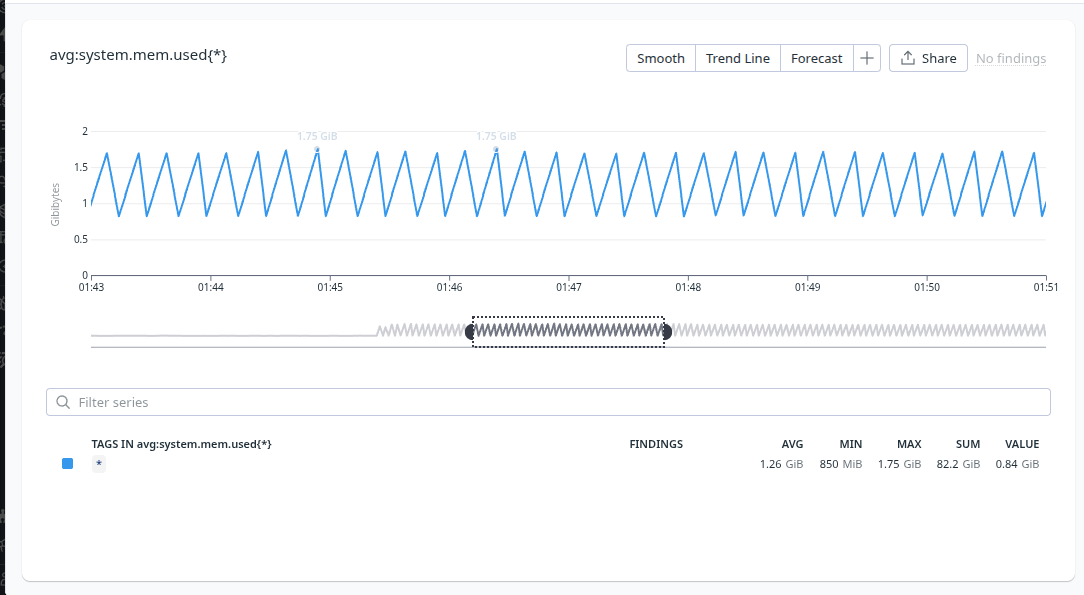 avg:system.mem.used{*}
Smooth Trend Line Forecast Share No findings
1.75 GiB 1.75 GiB
2
1.5
1
0.5
0
Gibibytes
01:43 01:44 01:45 01:46 01:47 01:48 01:49 01:50 01:51
Filter series
TAGS IN avg:system.mem.used{*} FINDINGS AVG MIN MAX SUM VALUE
* 1.26 GiB 850 MiB 1.75 GiB 82.2 GiB 0.84 GiB